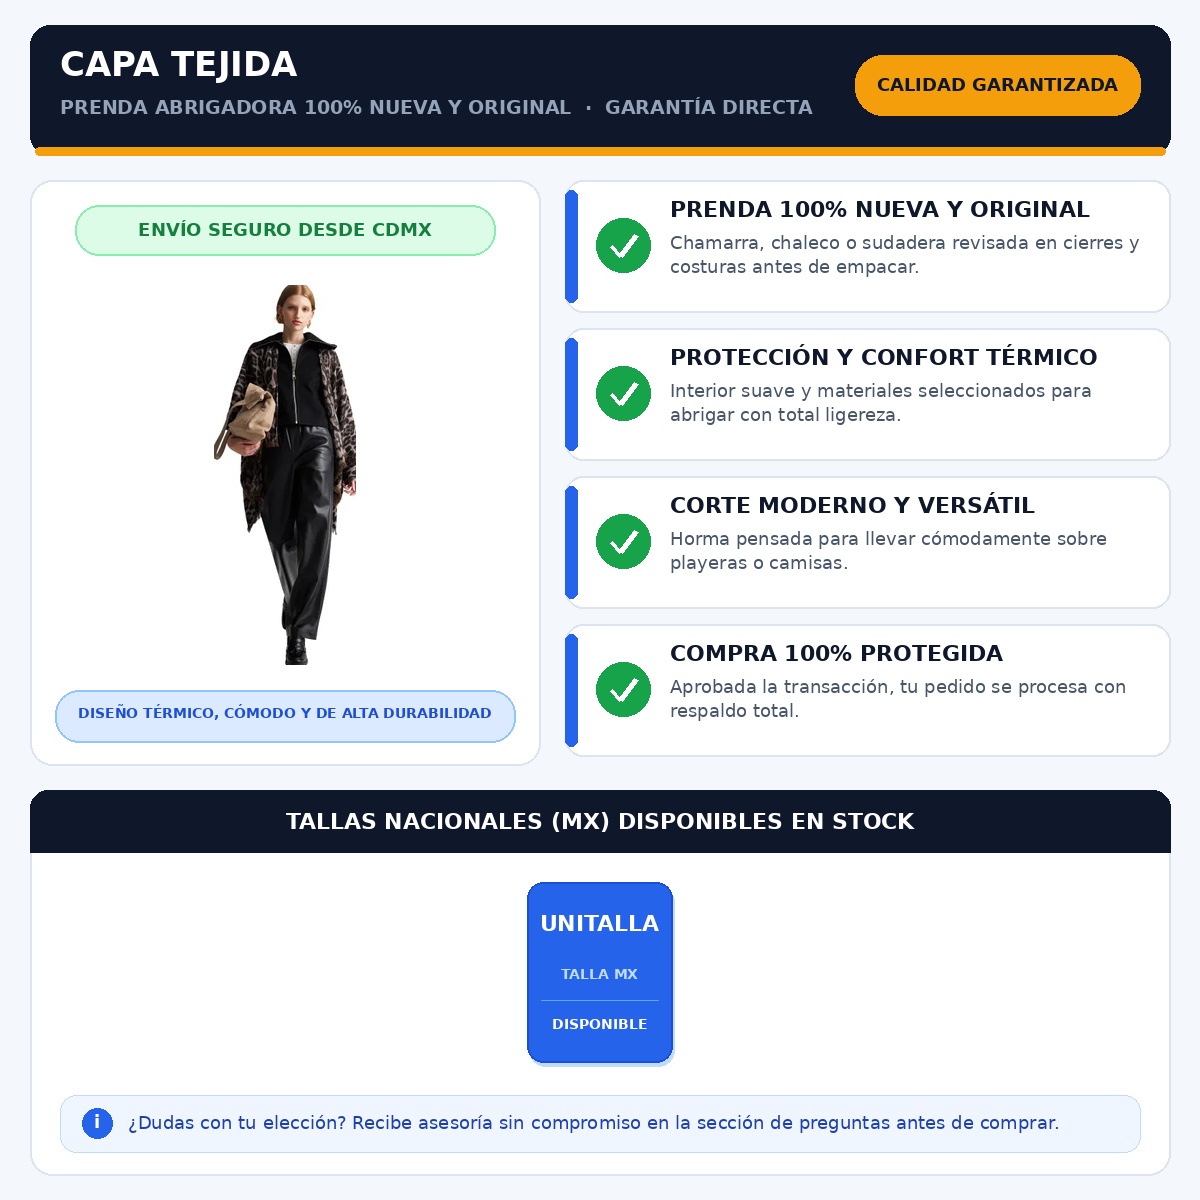 CAPA TEJIDA
PRENDA ABRIGADORA 100% NUEVA Y ORIGINAL · GARANTÍA DIRECTA
CALIDAD GARANTIZADA
ENVÍO SEGURO DESDE CDMX
DISEÑO TÉRMICO, CÓMODO Y DE ALTA DURABILIDAD
PRENDA 100% NUEVA Y ORIGINAL
Chamarra, chaleco o sudadera revisada en cierres y
costuras antes de empacar.
PROTECCIÓN Y CONFORT TÉRMICO
Interior suave y materiales seleccionados para
abrigar con total ligereza.
CORTE MODERNO Y VERSÁTIL
Horma pensada para llevar cómodamente sobre
playeras o camisas.
COMPRA 100% PROTEGIDA
Aprobada la transacción, tu pedido se procesa con
respaldo total.
TALLAS NACIONALES (MX) DISPONIBLES EN STOCK
UNITALLA
TALLA MX
DISPONIBLE
i ¿Dudas con tu elección? Recibe asesoría sin compromiso en la sección de preguntas antes de comprar.